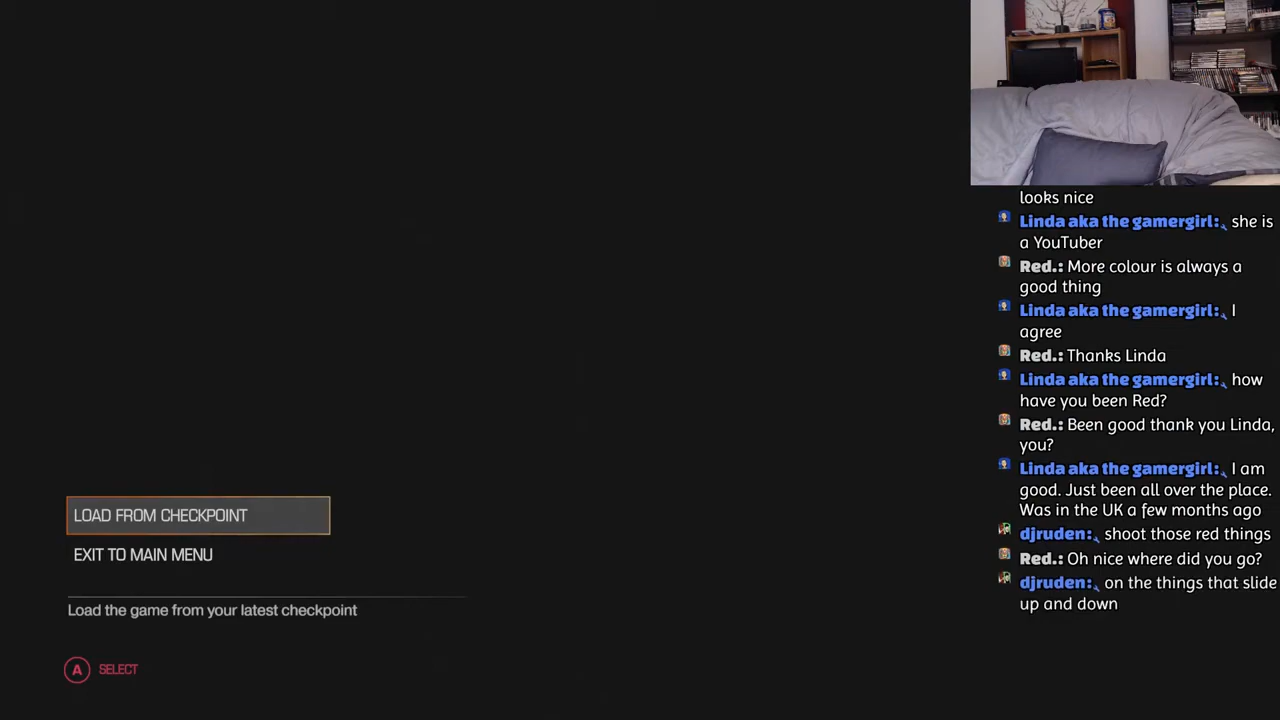 LOAD FROM CHECKPOINT
EXIT TO MAIN MENU
Load the game from your latest checkpoint
A SELECT
looks nice
Linda aka the gamergirl: she is
a YouTuber
Red.: More colour is always a
good thing
Linda aka the gamergirl: I
agree
Red.: Thanks Linda
Linda aka the gamergirl: how
have you been Red?
Red.: Been good thank you Linda,
you?
Linda aka the gamergirl: I am
good. Just been all over the place.
Was in the UK a few months ago
djruden: shoot those red things
Red.: Oh nice where did you go?
djruden: on the things that slide
up and down